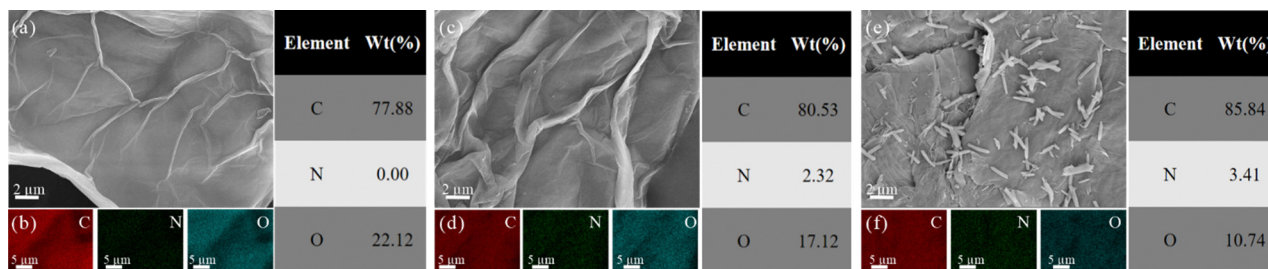 (a)
2 μm
(b) C
5 μm
N
5 μm
O
5 μm
Element Wt(%)
C 77.88
N 0.00
O 22.12
(c)
2 μm
(d) C
5 μm
N
5 μm
O
5 μm
Element Wt(%)
C 80.53
N 2.32
O 17.12
(e)
2 μm
(f) C
5 μm
N
5 μm
O
5 μm
Element Wt(%)
C 85.84
N 3.41
O 10.74